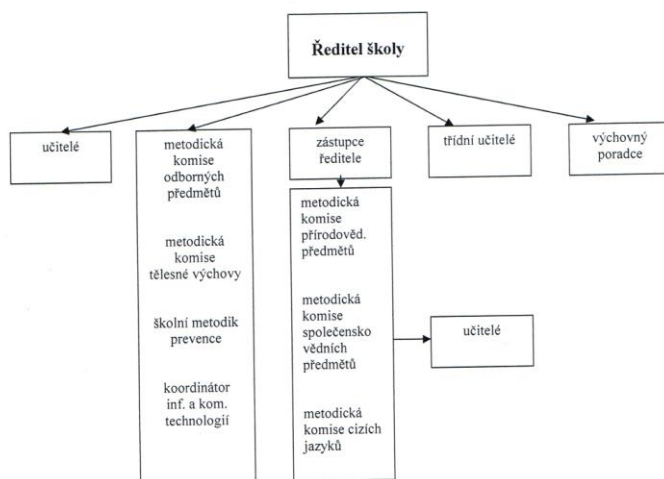 Ředitel školy
učitelé
metodická
komise
odborných
předmětů
metodická
komise
tělesné výchovy
školní metodik
prevence
koordinátor
inf. a kom.
technologií
zástupce
ředitele
metodická
komise
přírodověd.
předmětů
metodická
komise
společensko
vědních
předmětů
metodická
komise cizích
jazyků
učitelé
třídní učitelé
výchovný
poradce